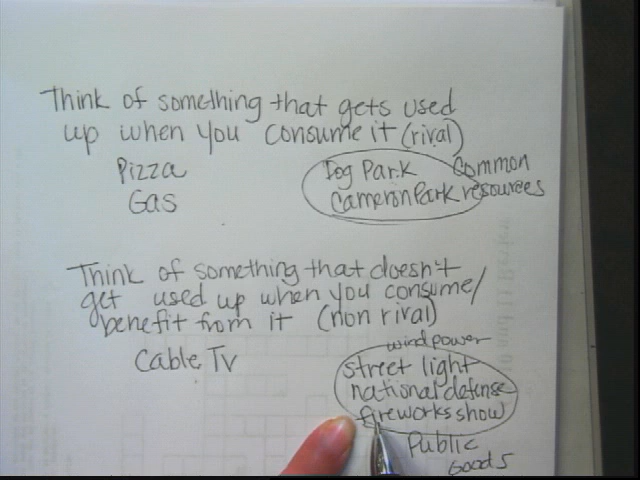 Think of something that gets used
up when you consume it (rival)
Pizza
Gas
Dog Park
Cameron Park
Common
resources
Think of something that doesn't
get used up when you consume/
benefit from it (non rival)
Cable TV
windpower
street light
national defense
fireworks show
Public
Goods